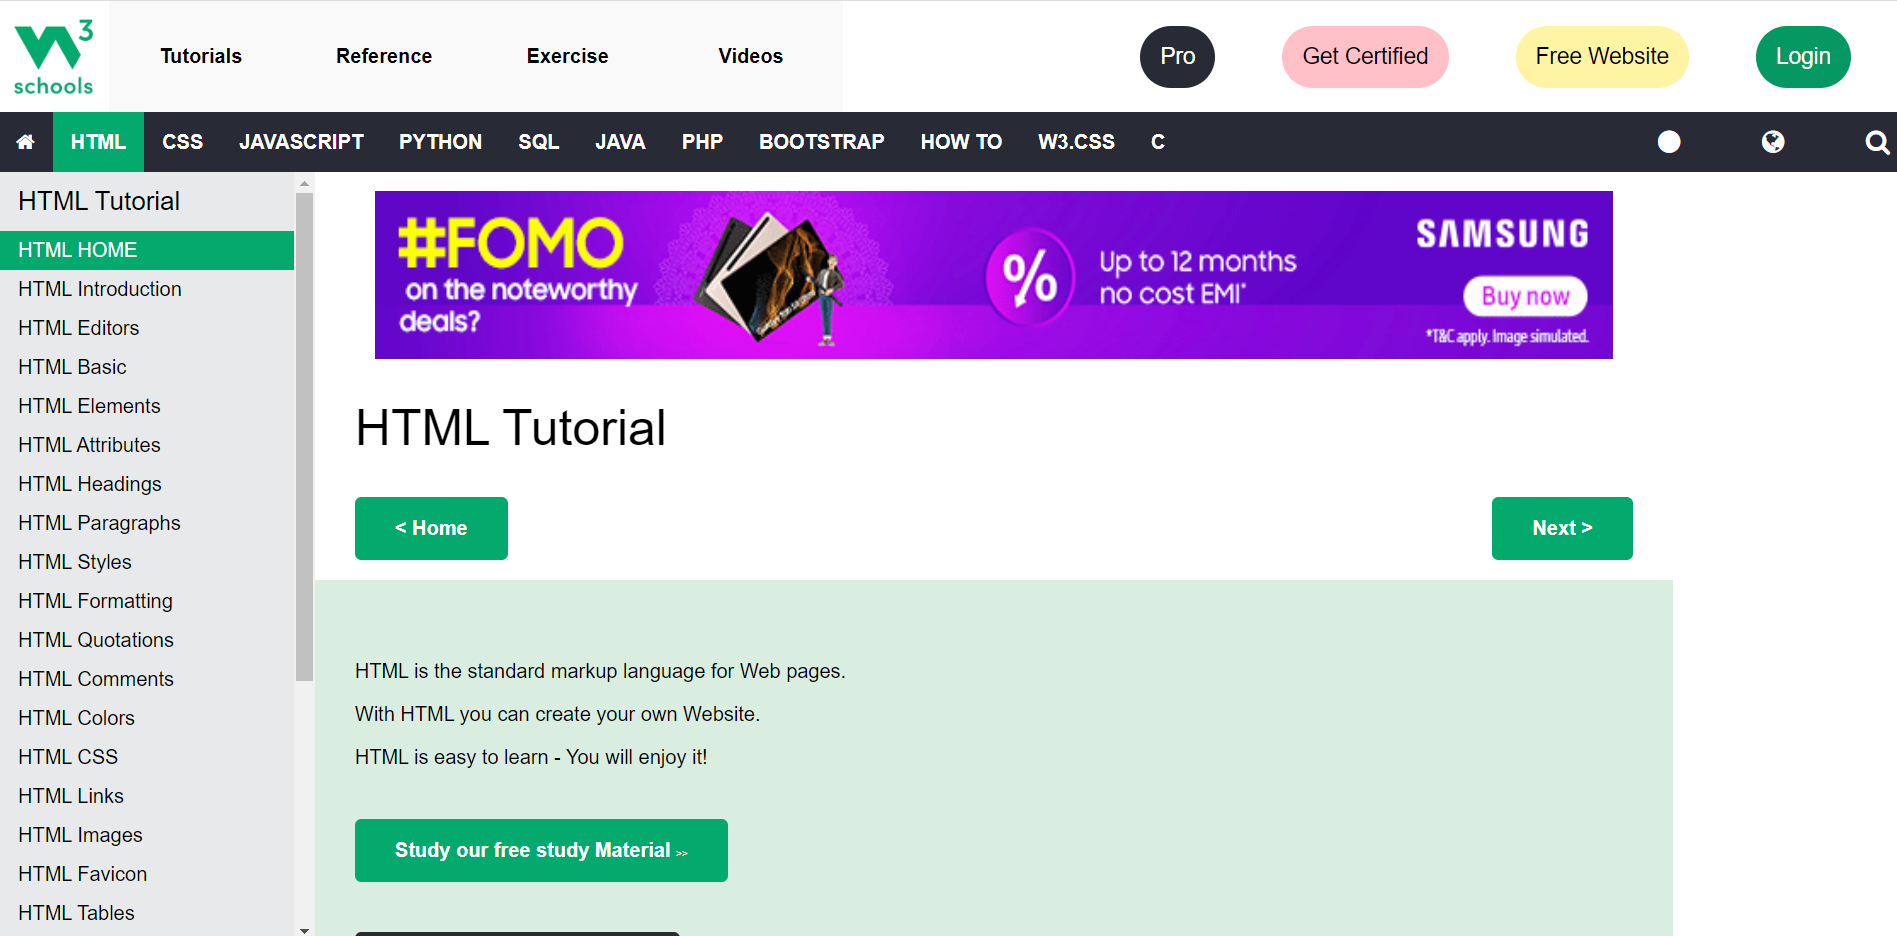 W3 schools
Tutorials Reference Exercise Videos Pro Get Certified Free Website Login
HTML CSS JAVASCRIPT PYTHON SQL JAVA PHP BOOTSTRAP HOW TO W3.CSS C
HTML Tutorial
HTML HOME
HTML Introduction
HTML Editors
HTML Basic
HTML Elements
HTML Attributes
HTML Headings
HTML Paragraphs
HTML Styles
HTML Formatting
HTML Quotations
HTML Comments
HTML Colors
HTML CSS
HTML Links
HTML Images
HTML Favicon
HTML Tables
#FOMO
on the noteworthy
deals?
%
Up to 12 months
no cost EMI*
SAMSUNG
Buy now
*T&C apply. Image simulated.
HTML Tutorial
< Home
Next >
HTML is the standard markup language for Web pages.
With HTML you can create your own Website.
HTML is easy to learn - You will enjoy it!
Study our free study Material >>